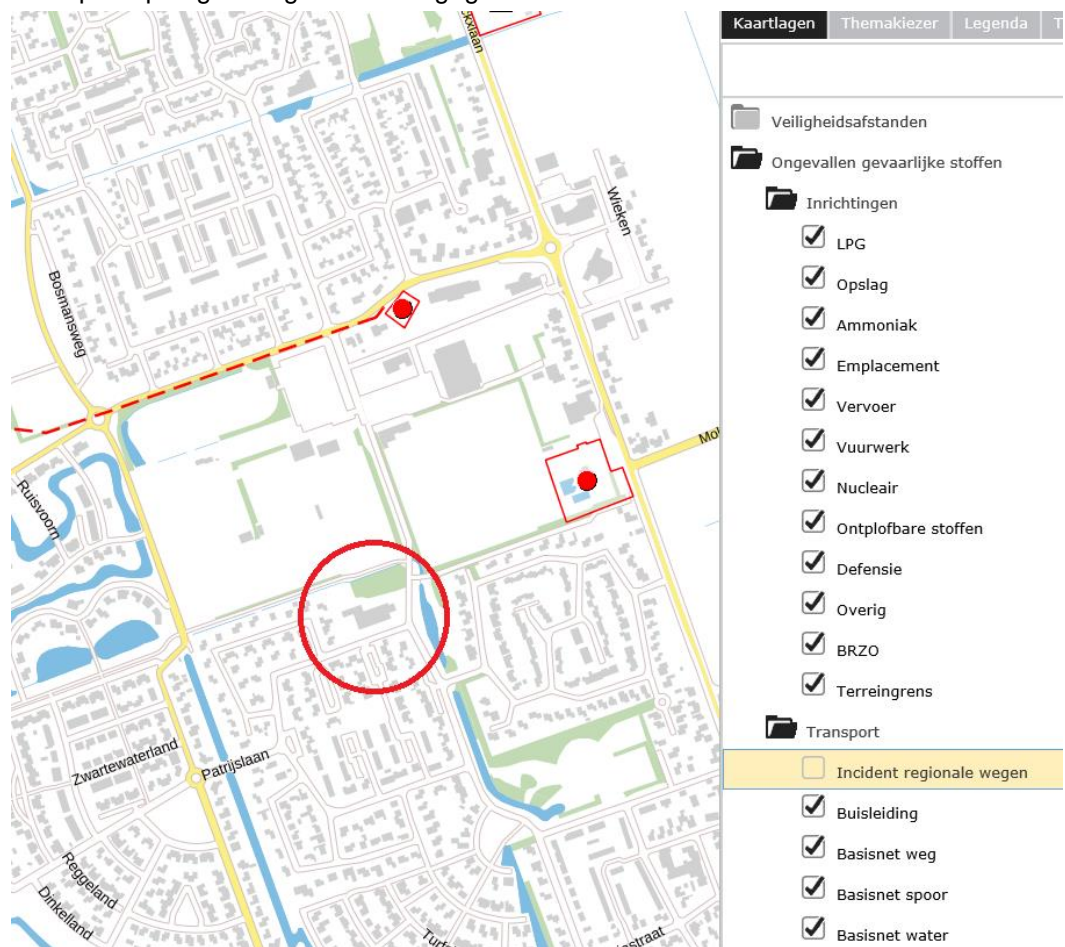 Kaartlagen Themakiezer Legenda T
Veiligheidsafstanden
Ongevallen gevaarlijke stoffen
Inrichtingen
LPG
Opslag
Ammoniak
Emplacement
Vervoer
Vuurwerk
Nucleair
Ontplofbare stoffen
Defensie
Overig
BRZO
Terreingrens
Transport
Incident regionale wegen
Buisleiding
Basisnet weg
Basisnet spoor
Basisnet water
Wieken
Bosmansweg
Ruisvoorn
Zwartewaterland
Patrijslaan
Reggeland
Dinkelland